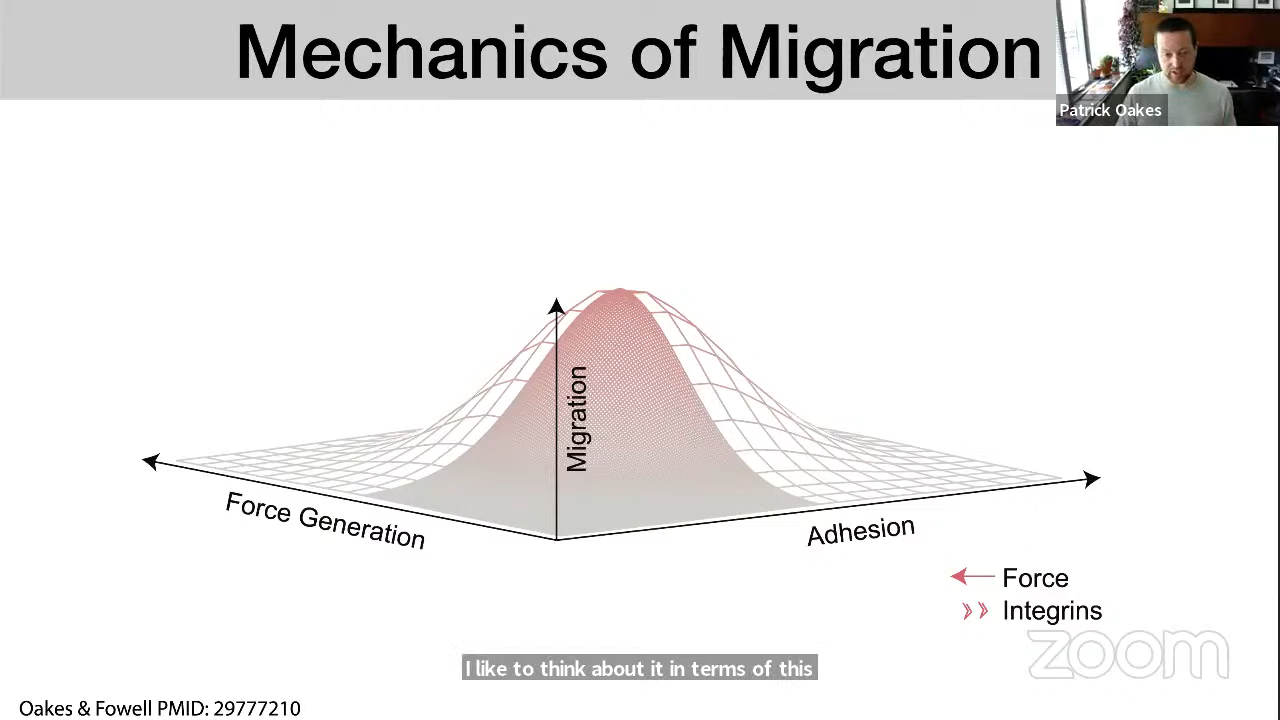 Mechanics of Migration
Patrick Oakes
Migration
Force Generation
Adhesion
Force
Integrins
zoom
I like to think about it in terms of this
Oakes & Fowell PMID: 29777210